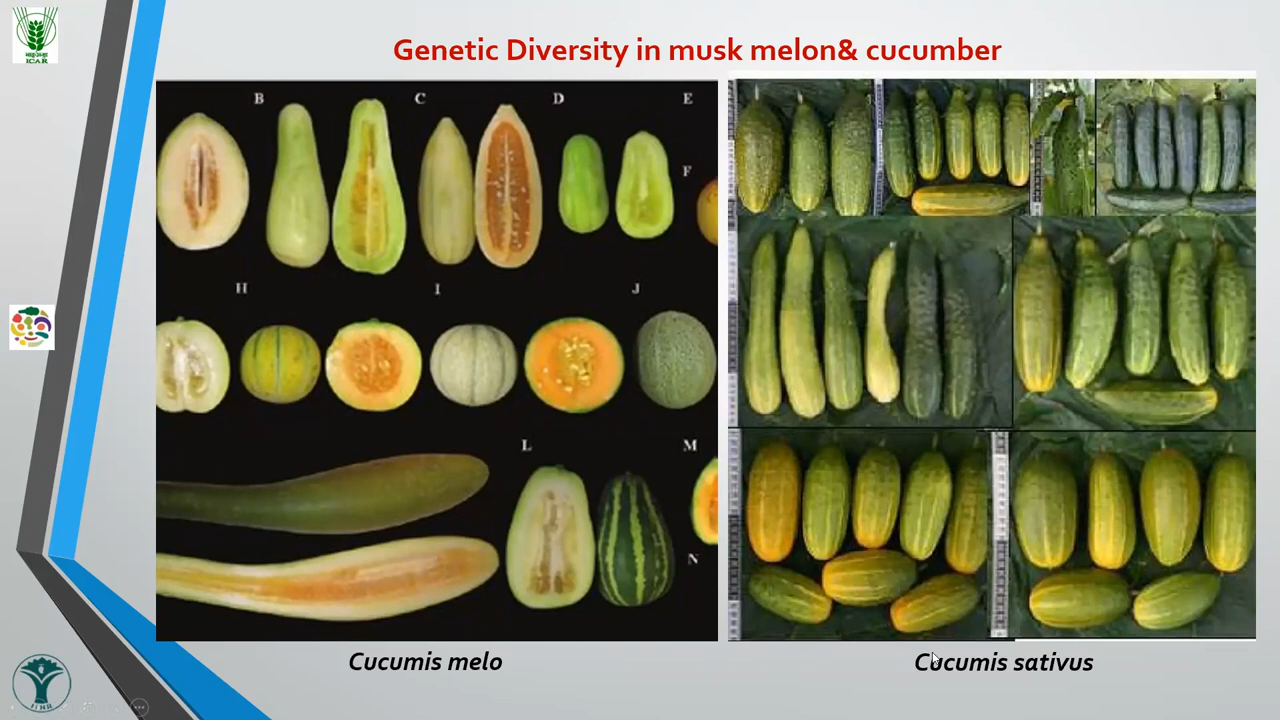 Genetic Diversity in musk melon& cucumber
ICAR
B
C
D
E
F
H
I
J
L
M
N
Cucumis melo
Cucumis sativus